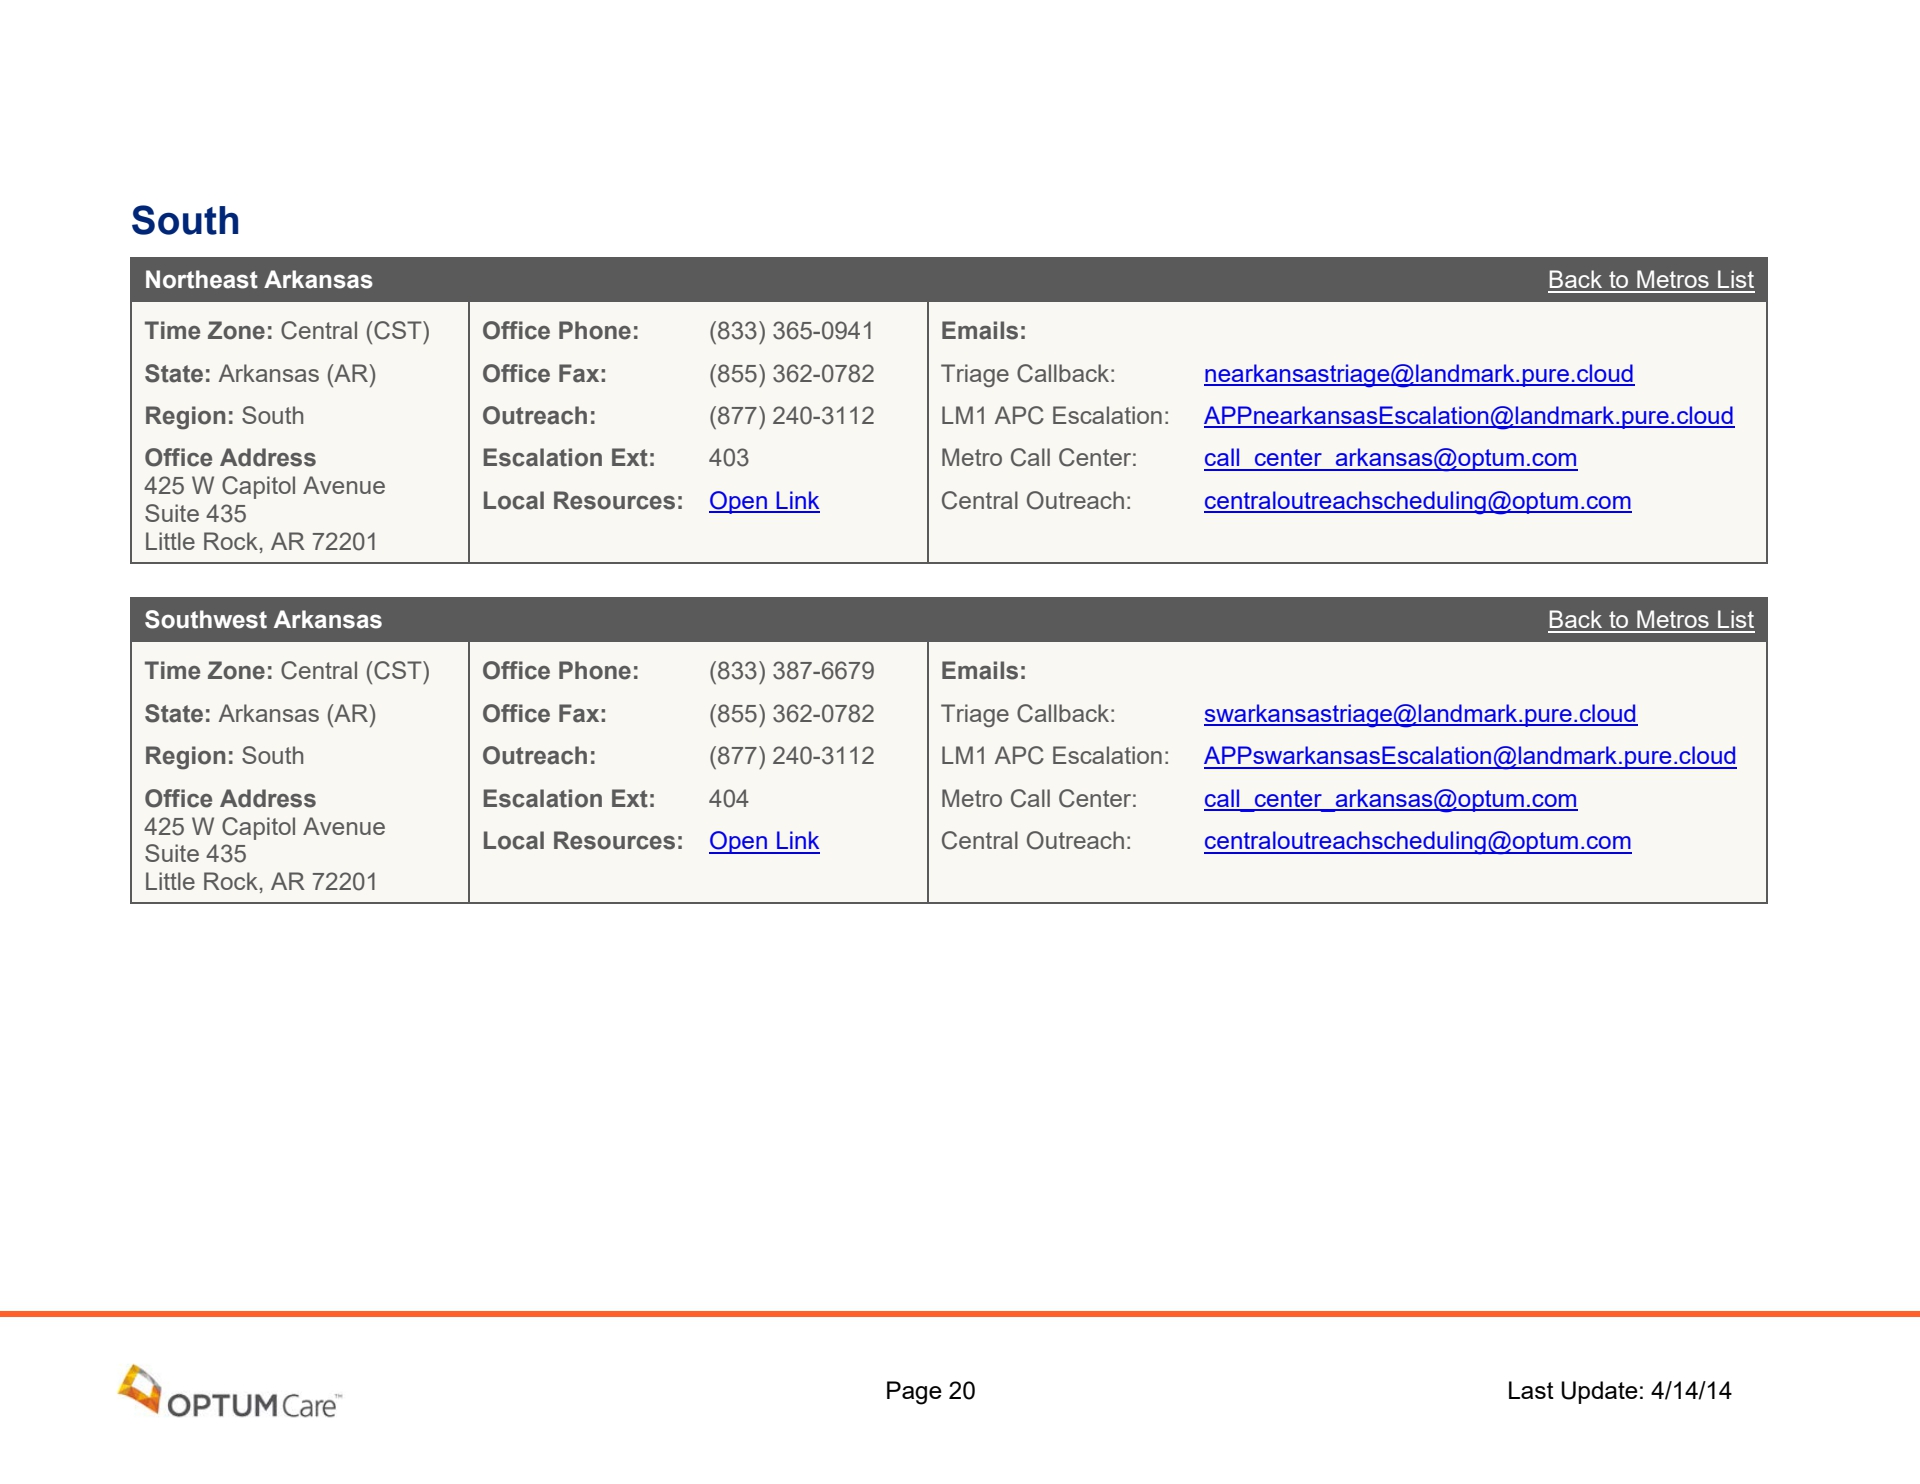 South
Northeast Arkansas Back to Metros List
Time Zone: Central (CST)
State: Arkansas (AR)
Region: South
Office Address
425 W Capitol Avenue
Suite 435
Little Rock, AR 72201
Office Phone: (833) 365-0941
Office Fax: (855) 362-0782
Outreach: (877) 240-3112
Escalation Ext: 403
Local Resources: Open Link
Emails:
Triage Callback: nearkansastriage@landmark.pure.cloud
LM1 APC Escalation: APPnearkansasEscalation@landmark.pure.cloud
Metro Call Center: call_center_arkansas@optum.com
Central Outreach: centraloutreachscheduling@optum.com
Southwest Arkansas Back to Metros List
Time Zone: Central (CST)
State: Arkansas (AR)
Region: South
Office Address
425 W Capitol Avenue
Suite 435
Little Rock, AR 72201
Office Phone: (833) 387-6679
Office Fax: (855) 362-0782
Outreach: (877) 240-3112
Escalation Ext: 404
Local Resources: Open Link
Emails:
Triage Callback: swarkansastriage@landmark.pure.cloud
LM1 APC Escalation: APPswarkansasEscalation@landmark.pure.cloud
Metro Call Center: call_center_arkansas@optum.com
Central Outreach: centraloutreachscheduling@optum.com
OPTUM Care™ Page 20 Last Update: 4/14/14